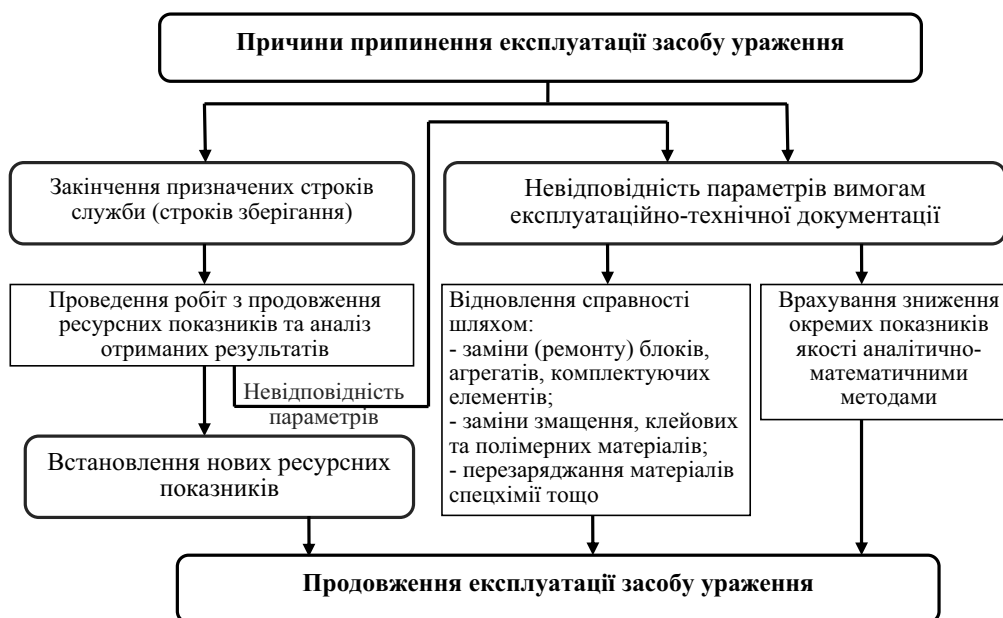 Причини припинення експлуатації засобу ураження
Закінчення призначених строків
служби (строків зберігання)
Невідповідність параметрів вимогам
експлуатаційно-технічної документації
Проведення робіт з продовження
ресурсних показників та аналіз
отриманих результатів
Невідповідність
параметрів
Встановлення нових ресурсних
показників
Відновлення справності
шляхом:
- заміни (ремонту) блоків,
агрегатів, комплектуючих
елементів;
- заміни змащення, клейових
та полімерних матеріалів;
- перезаряджання матеріалів
спецхімії тощо
Врахування зниження
окремих показників
якості аналітично-
математичними
методами
Продовження експлуатації засобу ураження